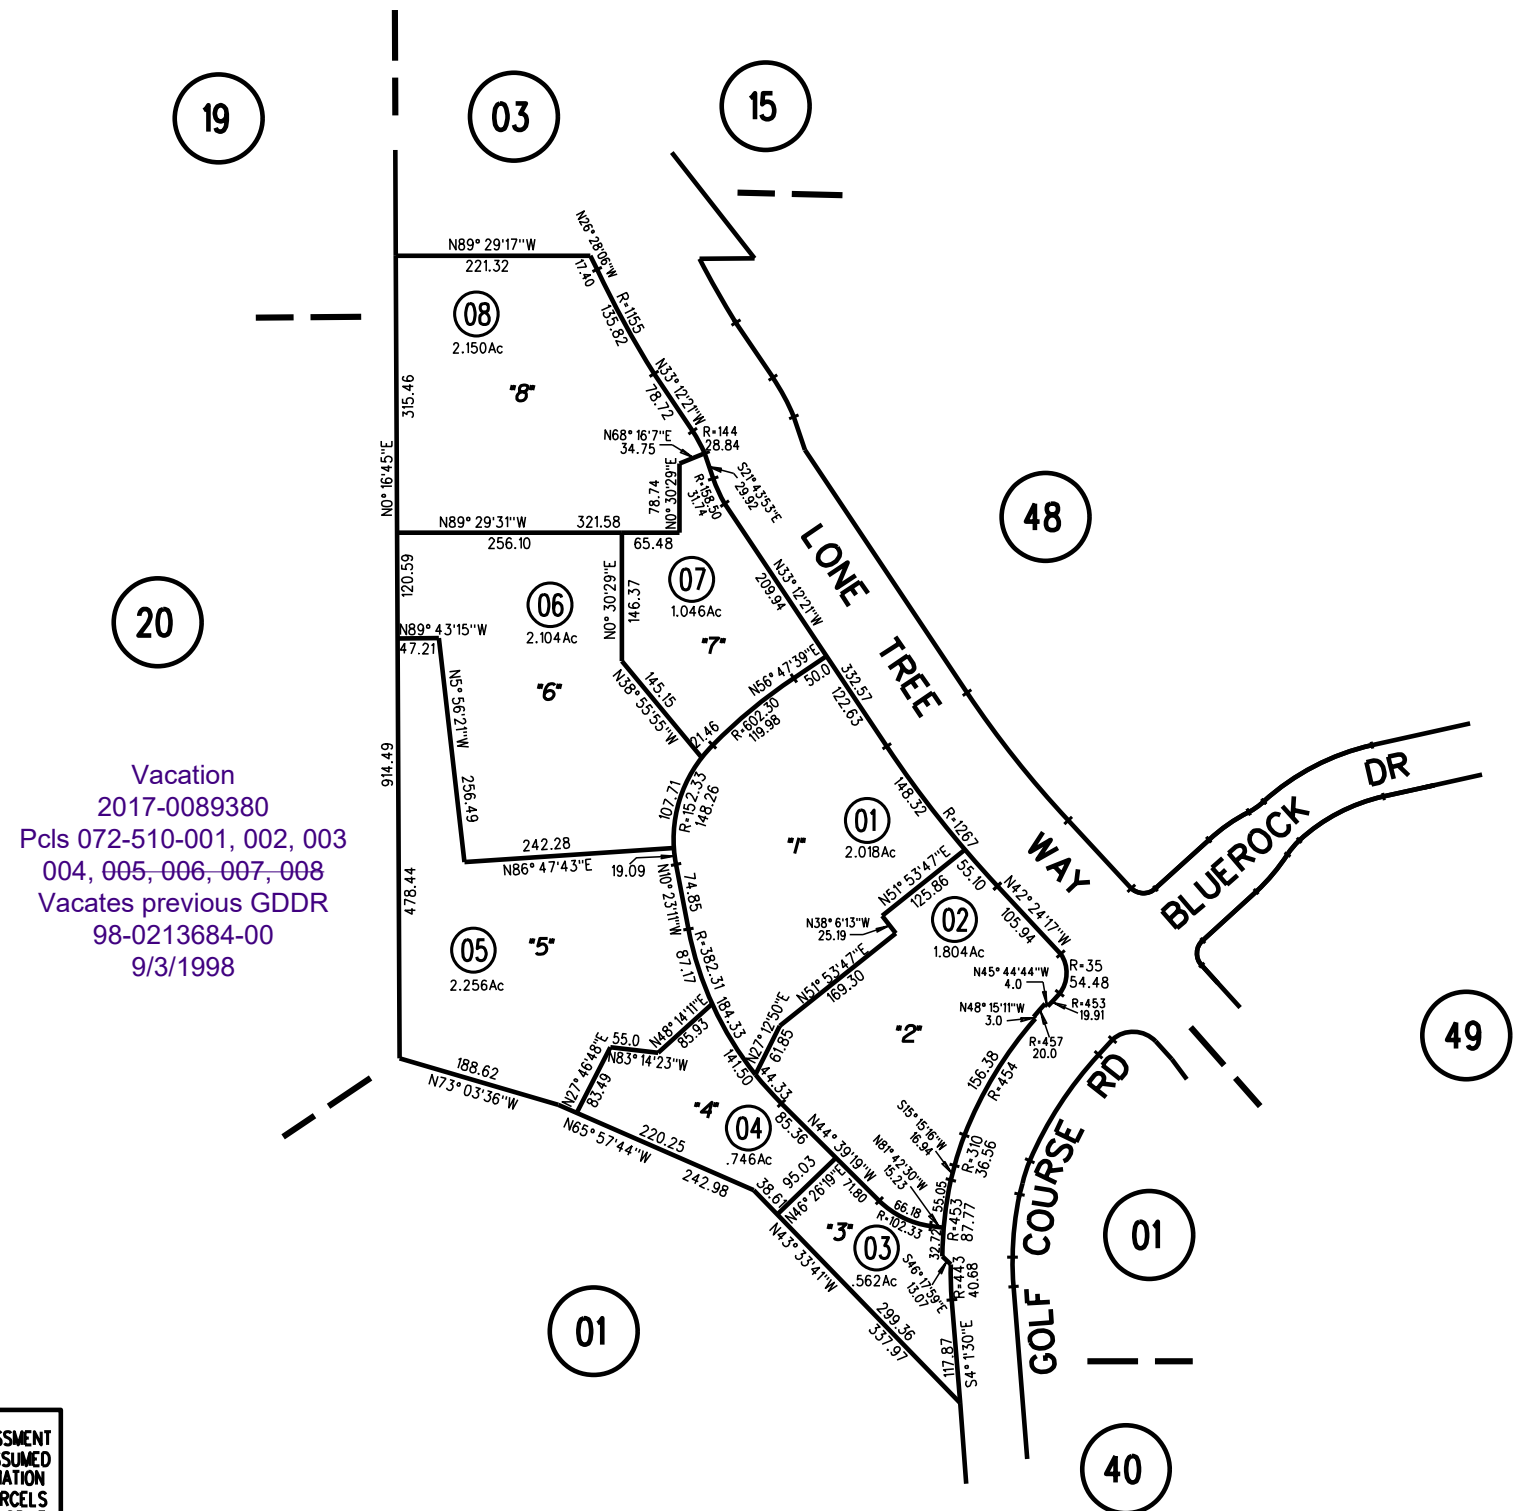 19
03
15
N26° 28'06"W
17.40
N89° 29'17"W
221.32
R=1155
135.82
08
2.150Ac
"8"
315.46
N33° 12'21"W
78.72
R=144
28.84
N68° 16'7"E
34.75
S21° 43'53"E
29.92
R=158.50
31.74
N0° 16'45"E
78.74
N0° 30'29"E
48
N89° 29'31"W
321.58
256.10
65.48
LONE TREE WAY
120.59
06
2.104Ac
N0° 30'29"E
146.37
07
1.046Ac
N33° 12'21"W
209.94
20
N89° 43'15"W
47.21
"7"
"6"
N56° 47'39"E
50.0
332.57
122.63
145.15
N38° 55'55"W
N5° 56'21"W
256.49
21.46
R=602.30
119.98
914.49
Vacation
2017-0089380
Pcls 072-510-001, 002, 003
004, 005, 006, 007, 008
Vacates previous GDDR
98-0213684-00
9/3/1998
107.71
R=152.33
148.26
148.32
R=1267
01
2.018Ac
"1"
BLUEROCK DR
242.28
N86° 47'43"E
19.09
N10° 23'11"W
74.85
N51° 53'47"E
125.86
55.10
N42° 24'17"W
105.94
478.44
N38° 6'13"W
25.19
02
1.804Ac
05
2.256Ac
"5"
R=382.31
87.17
184.33
N51° 53'47"E
169.30
N45° 44'44"W
4.0
R=35
54.48
N48° 15'11"W
3.0
R=453
19.91
R=457
20.0
"2"
49
N48° 14'11"E
85.93
55.0
N83° 14'23"W
N27° 46'48"E
83.49
141.50
N27° 12'50"E
61.85
44.33
156.38
R=454
188.62
N73° 03'36"W
"4"
04
.746Ac
85.36
N44° 39'19"W
71.80
220.25
N65° 57'44"W
242.98
S15° 15'16"W
16.94
R=310
36.56
N81° 42'30"W
15.23
55.05
R=453
87.77
95.03
N46° 26'19"E
38.61
66.18
R=102.33
32.72
"3"
03
.562Ac
S46° 17'59"E
13.07
R=443
40.68
N43° 33'41"W
299.36
337.97
117.87
S4° 1'30"E
GOLF COURSE RD
01
01
40
SSMENT
SSUMED
MATION
RCELS